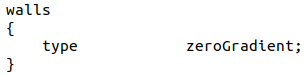 walls
{
    type            zeroGradient;
}